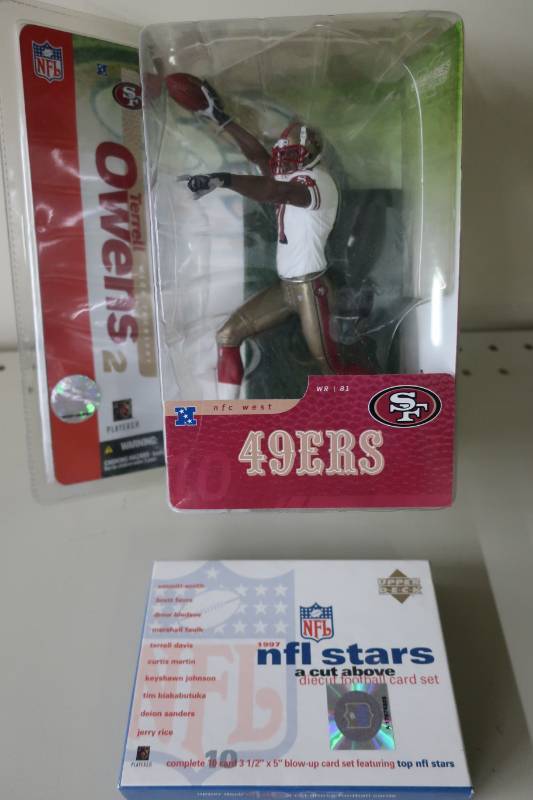 NFL
SF
Terrell
Owens 2
PLAYERS
WARNING:
WR | 81
nfc west
SF
49ERS
UPPER
DECK
emmitt smith
brett favre
drew bledsoe
marshall faulk
terrell davis
curtis martin
keyshawn johnson
tim biakabutuka
deion sanders
jerry rice
NFL
1997
nfl stars
a cut above
diecut football card set
PLAYERS
10
complete 10 card 3 1/2" x 5" blow-up card set featuring top nfl stars